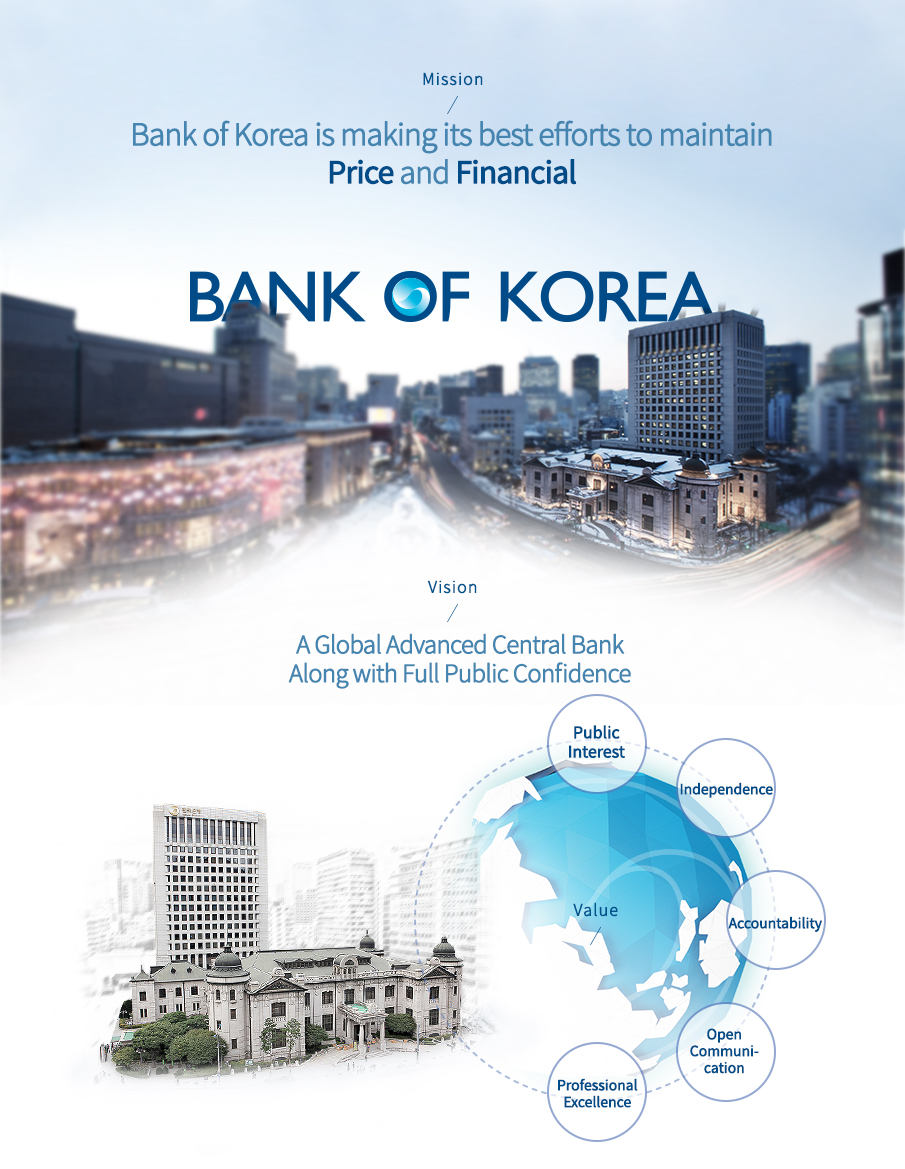 Mission
Bank of Korea is making its best efforts to maintain
Price and Financial
BANK OF KOREA
Vision
A Global Advanced Central Bank
Along with Full Public Confidence
Public
Interest
Independence
Accountability
Value
Open
Communi-
cation
Professional
Excellence